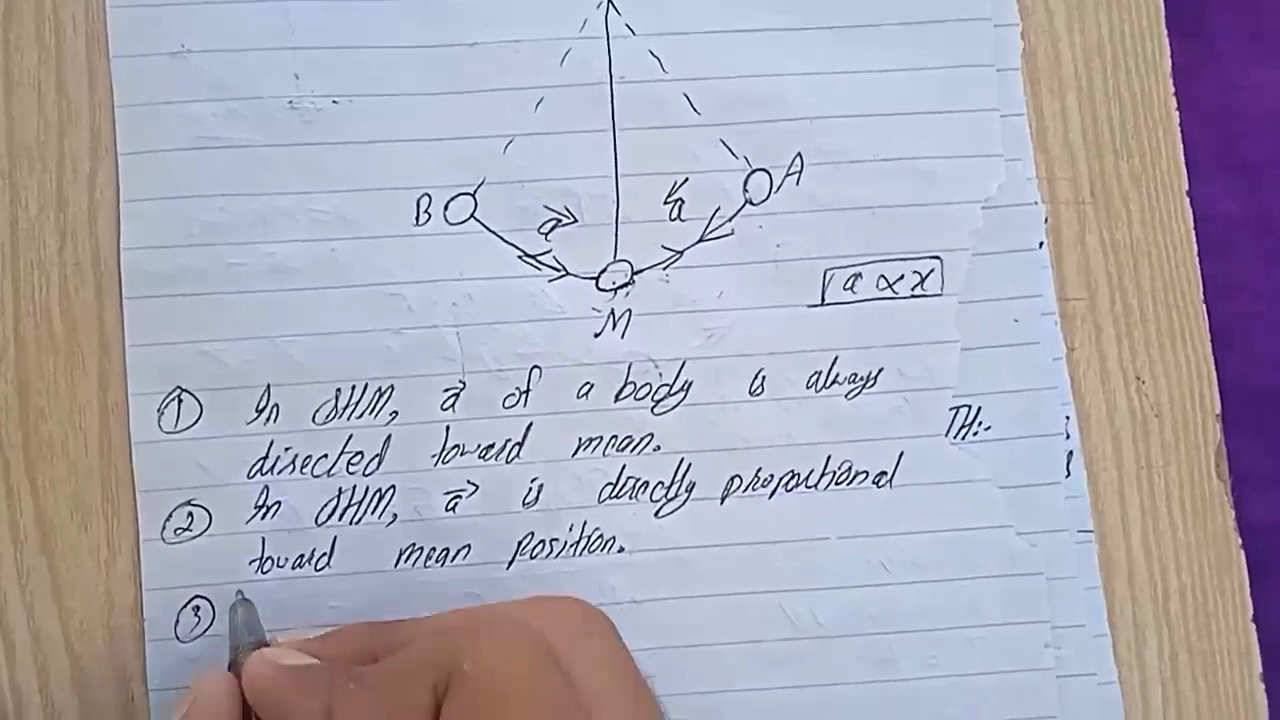 A
B
a
a
a ∝ x
M
① In SHM, a of a body is always
directed toward mean.
TH:-
② In SHM, a is directly proportional
toward mean position.
③